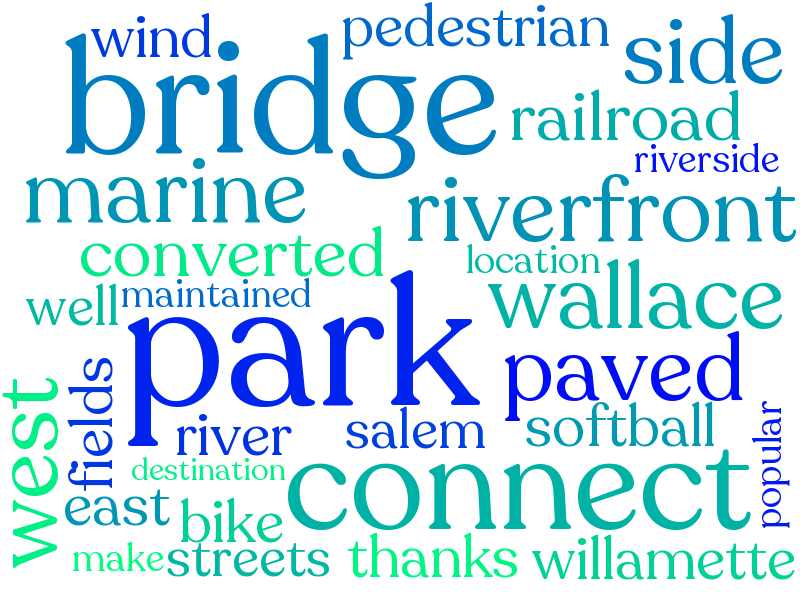 wind
pedestrian
bridge
side
railroad
riverside
marine
riverfront
converted
location
well
maintained
wallace
park
paved
west
fields
river
salem
softball
popular
destination
connect
east
bike
make
streets
thanks
willamette